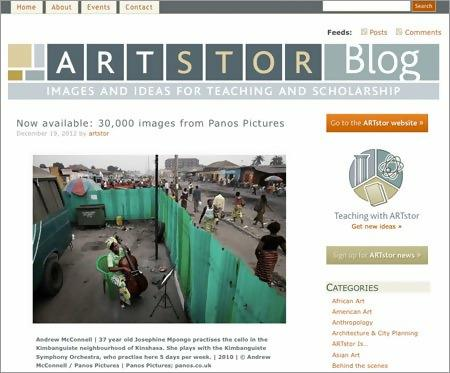 Home About Events Contact
Search
Feeds: Posts Comments
ARTSTOR Blog
IMAGES AND IDEAS FOR TEACHING AND SCHOLARSHIP
Now available: 30,000 images from Panos Pictures
December 19, 2012 by artstor
Andrew McConnell | 37 year old Josephine Mpongo practises the cello in the
Kimbanguiste neighbourhood of Kinshasa. She plays with the Kimbanguiste
Symphony Orchestra, who practise here 5 days per week. | 2010 | © Andrew
McConnell / Panos Pictures | Panos Pictures; panos.co.uk
Go to the ARTstor website »
Teaching with ARTstor
Get new ideas »
Sign up for ARTstor news »
CATEGORIES
African Art
American Art
Anthropology
Architecture & City Planning
ARTstor Is...
Asian Art
Behind the scenes